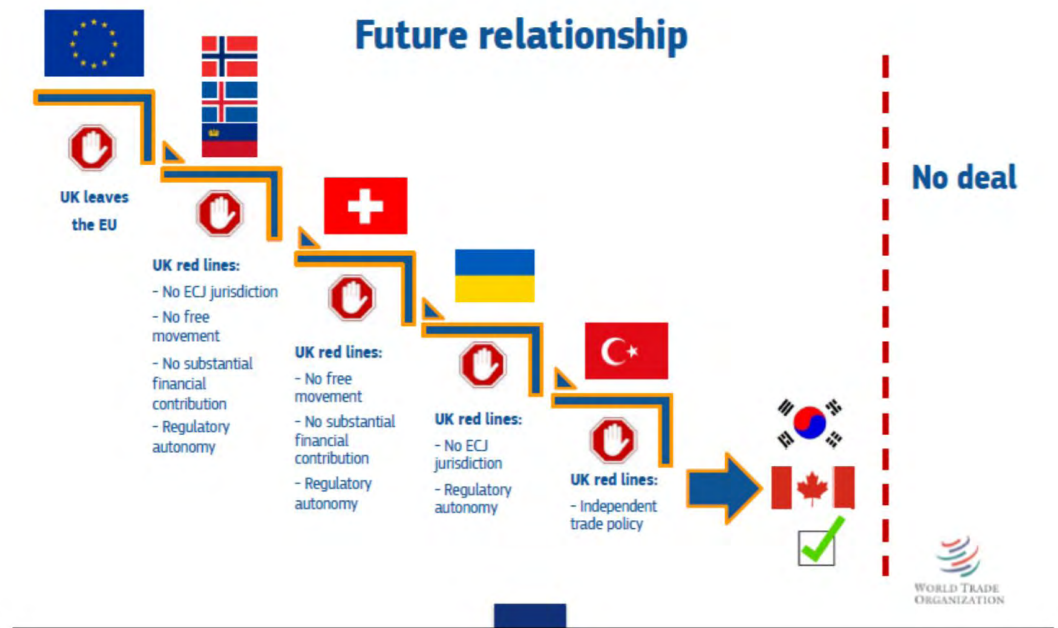 Future relationship
UK leaves
the EU
UK red lines:
- No ECJ jurisdiction
- No free
movement
- No substantial
financial
contribution
- Regulatory
autonomy
UK red lines:
- No free
movement
- No substantial
financial
contribution
- Regulatory
autonomy
UK red lines:
- No ECJ
jurisdiction
- Regulatory
autonomy
UK red lines:
- Independent
trade policy
No deal
WORLD TRADE
ORGANIZATION